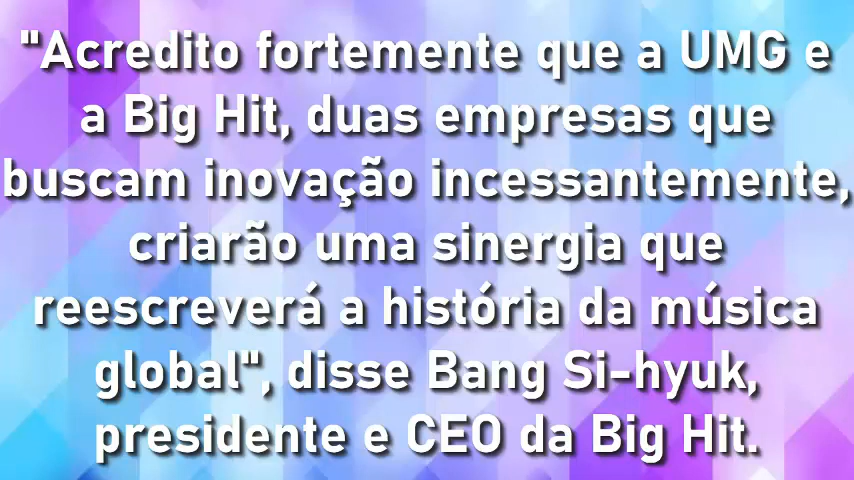 "Acredito fortemente que a UMG e
a Big Hit, duas empresas que
buscam inovação incessantemente,
criarão uma sinergia que
reescreverá a história da música
global", disse Bang Si-hyuk,
presidente e CEO da Big Hit.